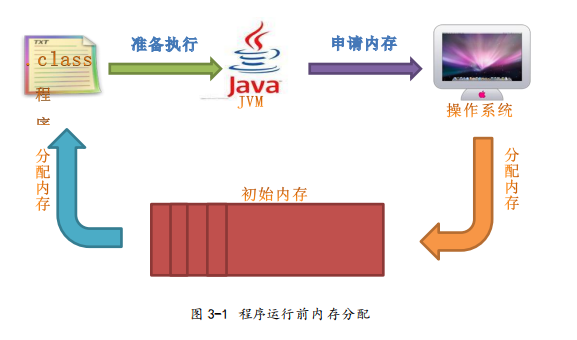 TXT
.class
程
序
准备执行
Java
JVM
申请内存
操作系统
分配内存
初始内存
分配内存
图 3-1 程序运行前内存分配